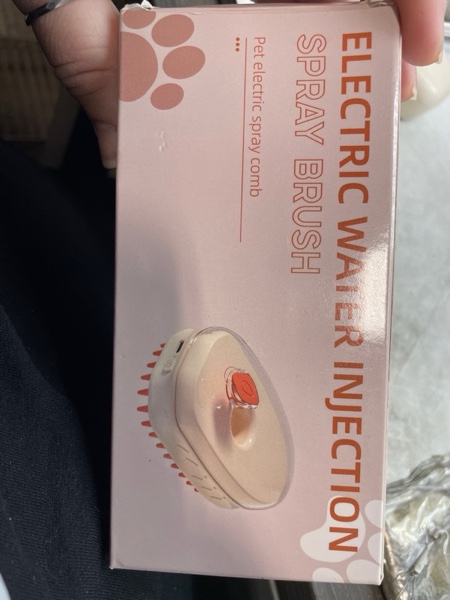 ELECTRIC WATER INJECTION
SPRAY BRUSH
Pet electric spray comb